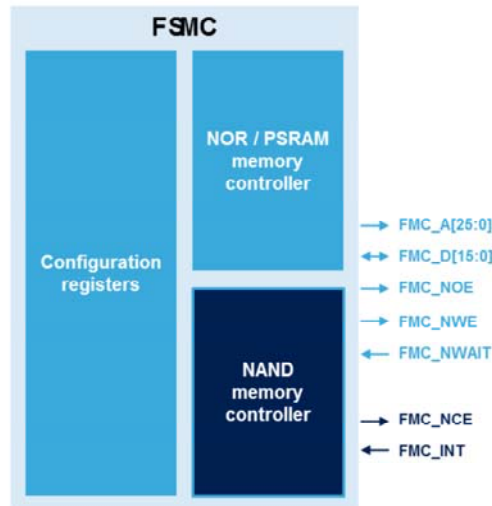 FSMC
NOR / PSRAM
memory
controller
Configuration
registers
NAND
memory
controller
FMC_A[25:0]
FMC_D[15:0]
FMC_NOE
FMC_NWE
FMC_NWAIT
FMC_NCE
FMC_INT